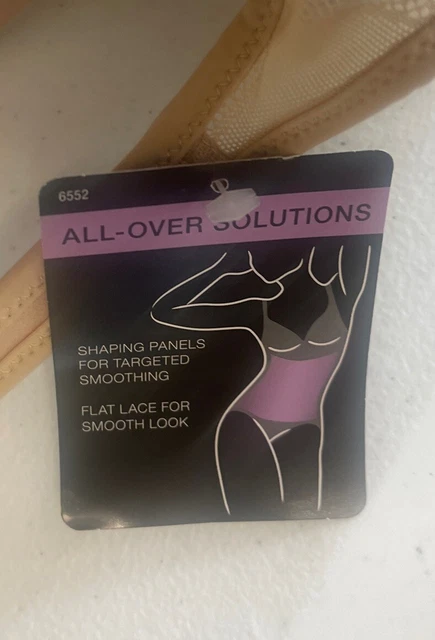 6552
ALL-OVER SOLUTIONS
SHAPING PANELS
FOR TARGETED
SMOOTHING
FLAT LACE FOR
SMOOTH LOOK